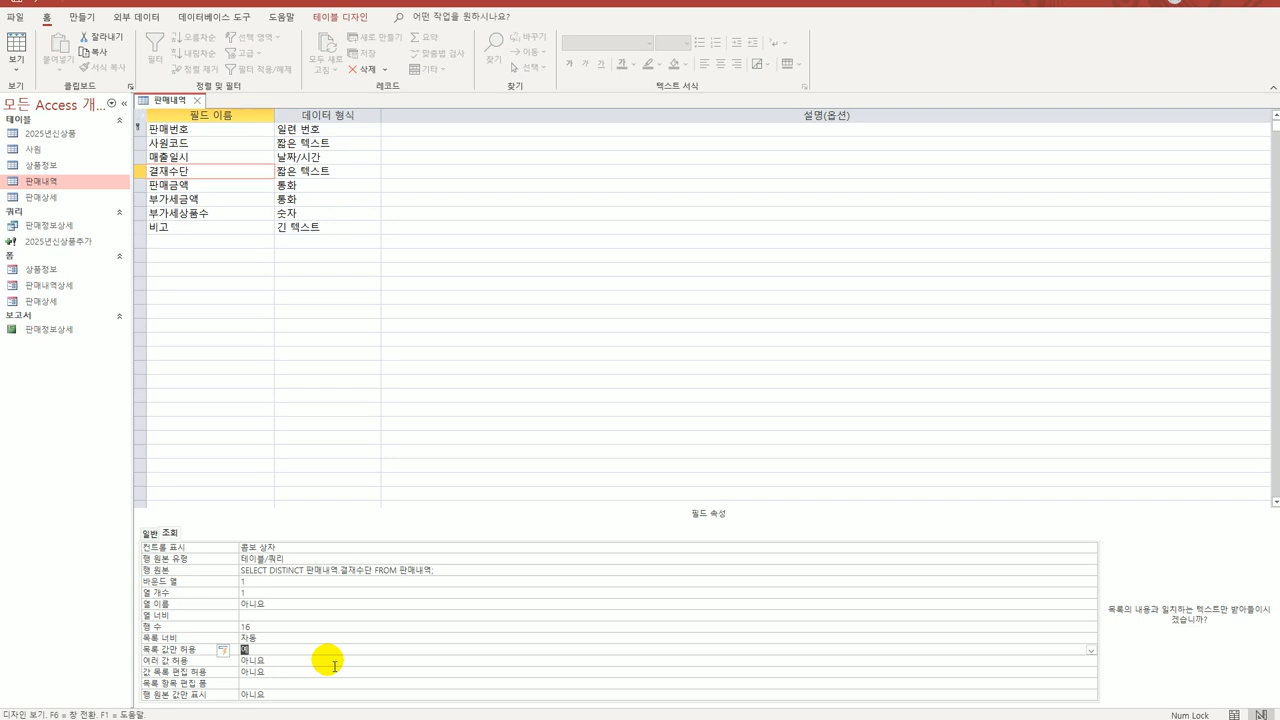 파일 홈 만들기 외부 데이터 데이터베이스 도구 도움말 테이블 디자인 어떤 작업을 원하시나요?
보기 붙여넣기 잘라내기 복사 서식 복사 필터 오름차순 내림차순 정렬 제거 선택 영역 고급 필터 적용/해제 모두 새로 고침 새로 만들기 저장 삭제 요약 맞춤법 검사 기타 찾기 바꾸기 이동 선택
가 가 가 가
보기 클립보드 정렬 및 필터 레코드 찾기 텍스트 서식
모든 Access 개...
판매내역
테이블
2025년신상품
사원
상품정보
판매내역
판매상세
쿼리
판매정보상세
2025년신상품추가
폼
상품정보
판매내역상세
판매상세
보고서
판매정보상세
필드 이름 데이터 형식 설명(옵션)
판매번호 일련 번호
사원코드 짧은 텍스트
매출일시 날짜/시간
결재수단 짧은 텍스트
판매금액 통화
부가세금액 통화
부가세상품수 숫자
비고 긴 텍스트
필드 속성
일반 조회
컨트롤 표시 콤보 상자
행 원본 유형 테이블/쿼리
행 원본 SELECT DISTINCT 판매내역.결재수단 FROM 판매내역;
바운드 열 1
열 개수 1
열 이름 아니요
열 너비
행 수 16
목록 너비 자동
목록 값만 허용 예
여러 값 허용 아니요
값 목록 편집 허용 아니요
목록 항목 편집 폼
행 원본 값만 표시 아니요
목록의 내용과 일치하는 텍스트만 받아들이시
겠습니까?
디자인 보기. F6 = 창 전환. F1 = 도움말. Num Lock